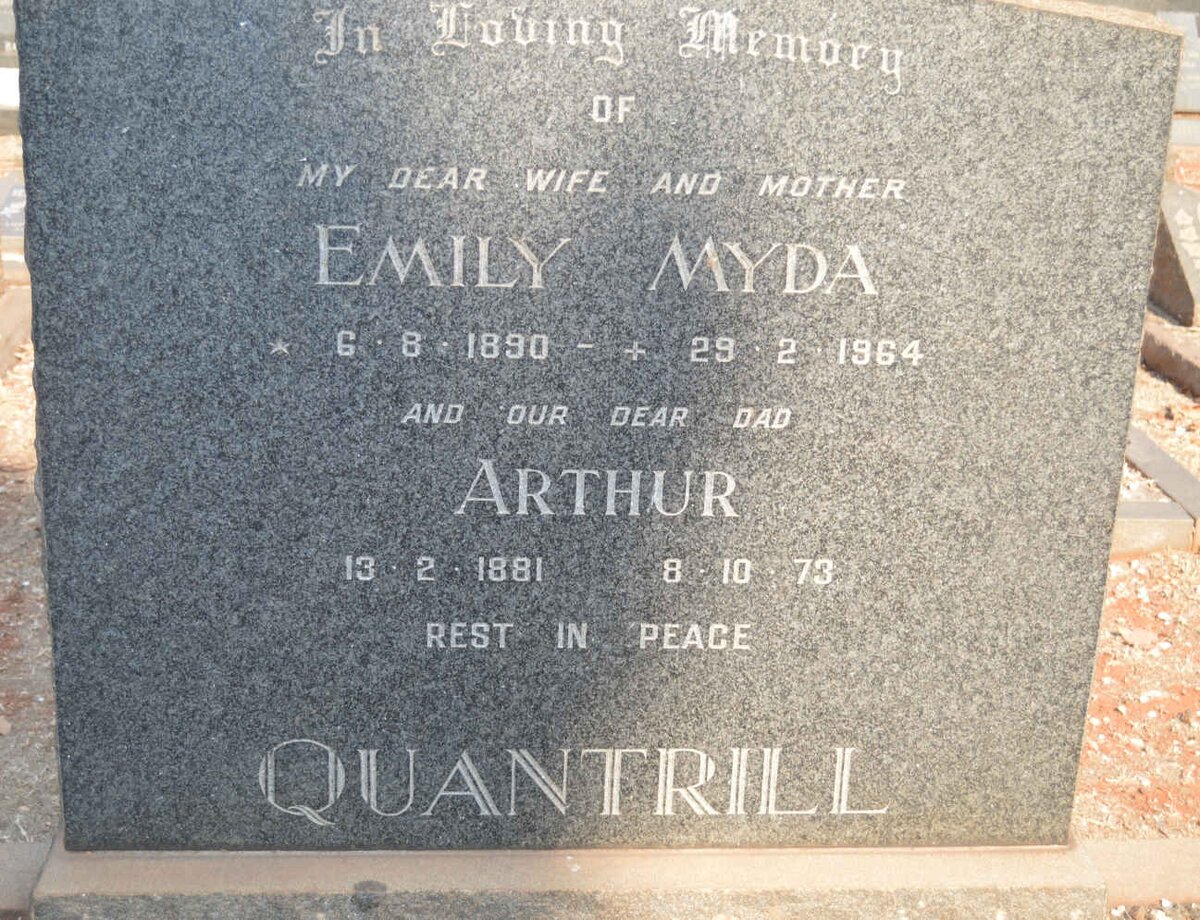 In Loving Memory
OF
MY DEAR WIFE AND MOTHER
EMILY MYDA
* 6·8·1890 - + 29·2·1964
AND OUR DEAR DAD
ARTHUR
13·2·1881 8·10·73
REST IN PEACE
QUANTRILL